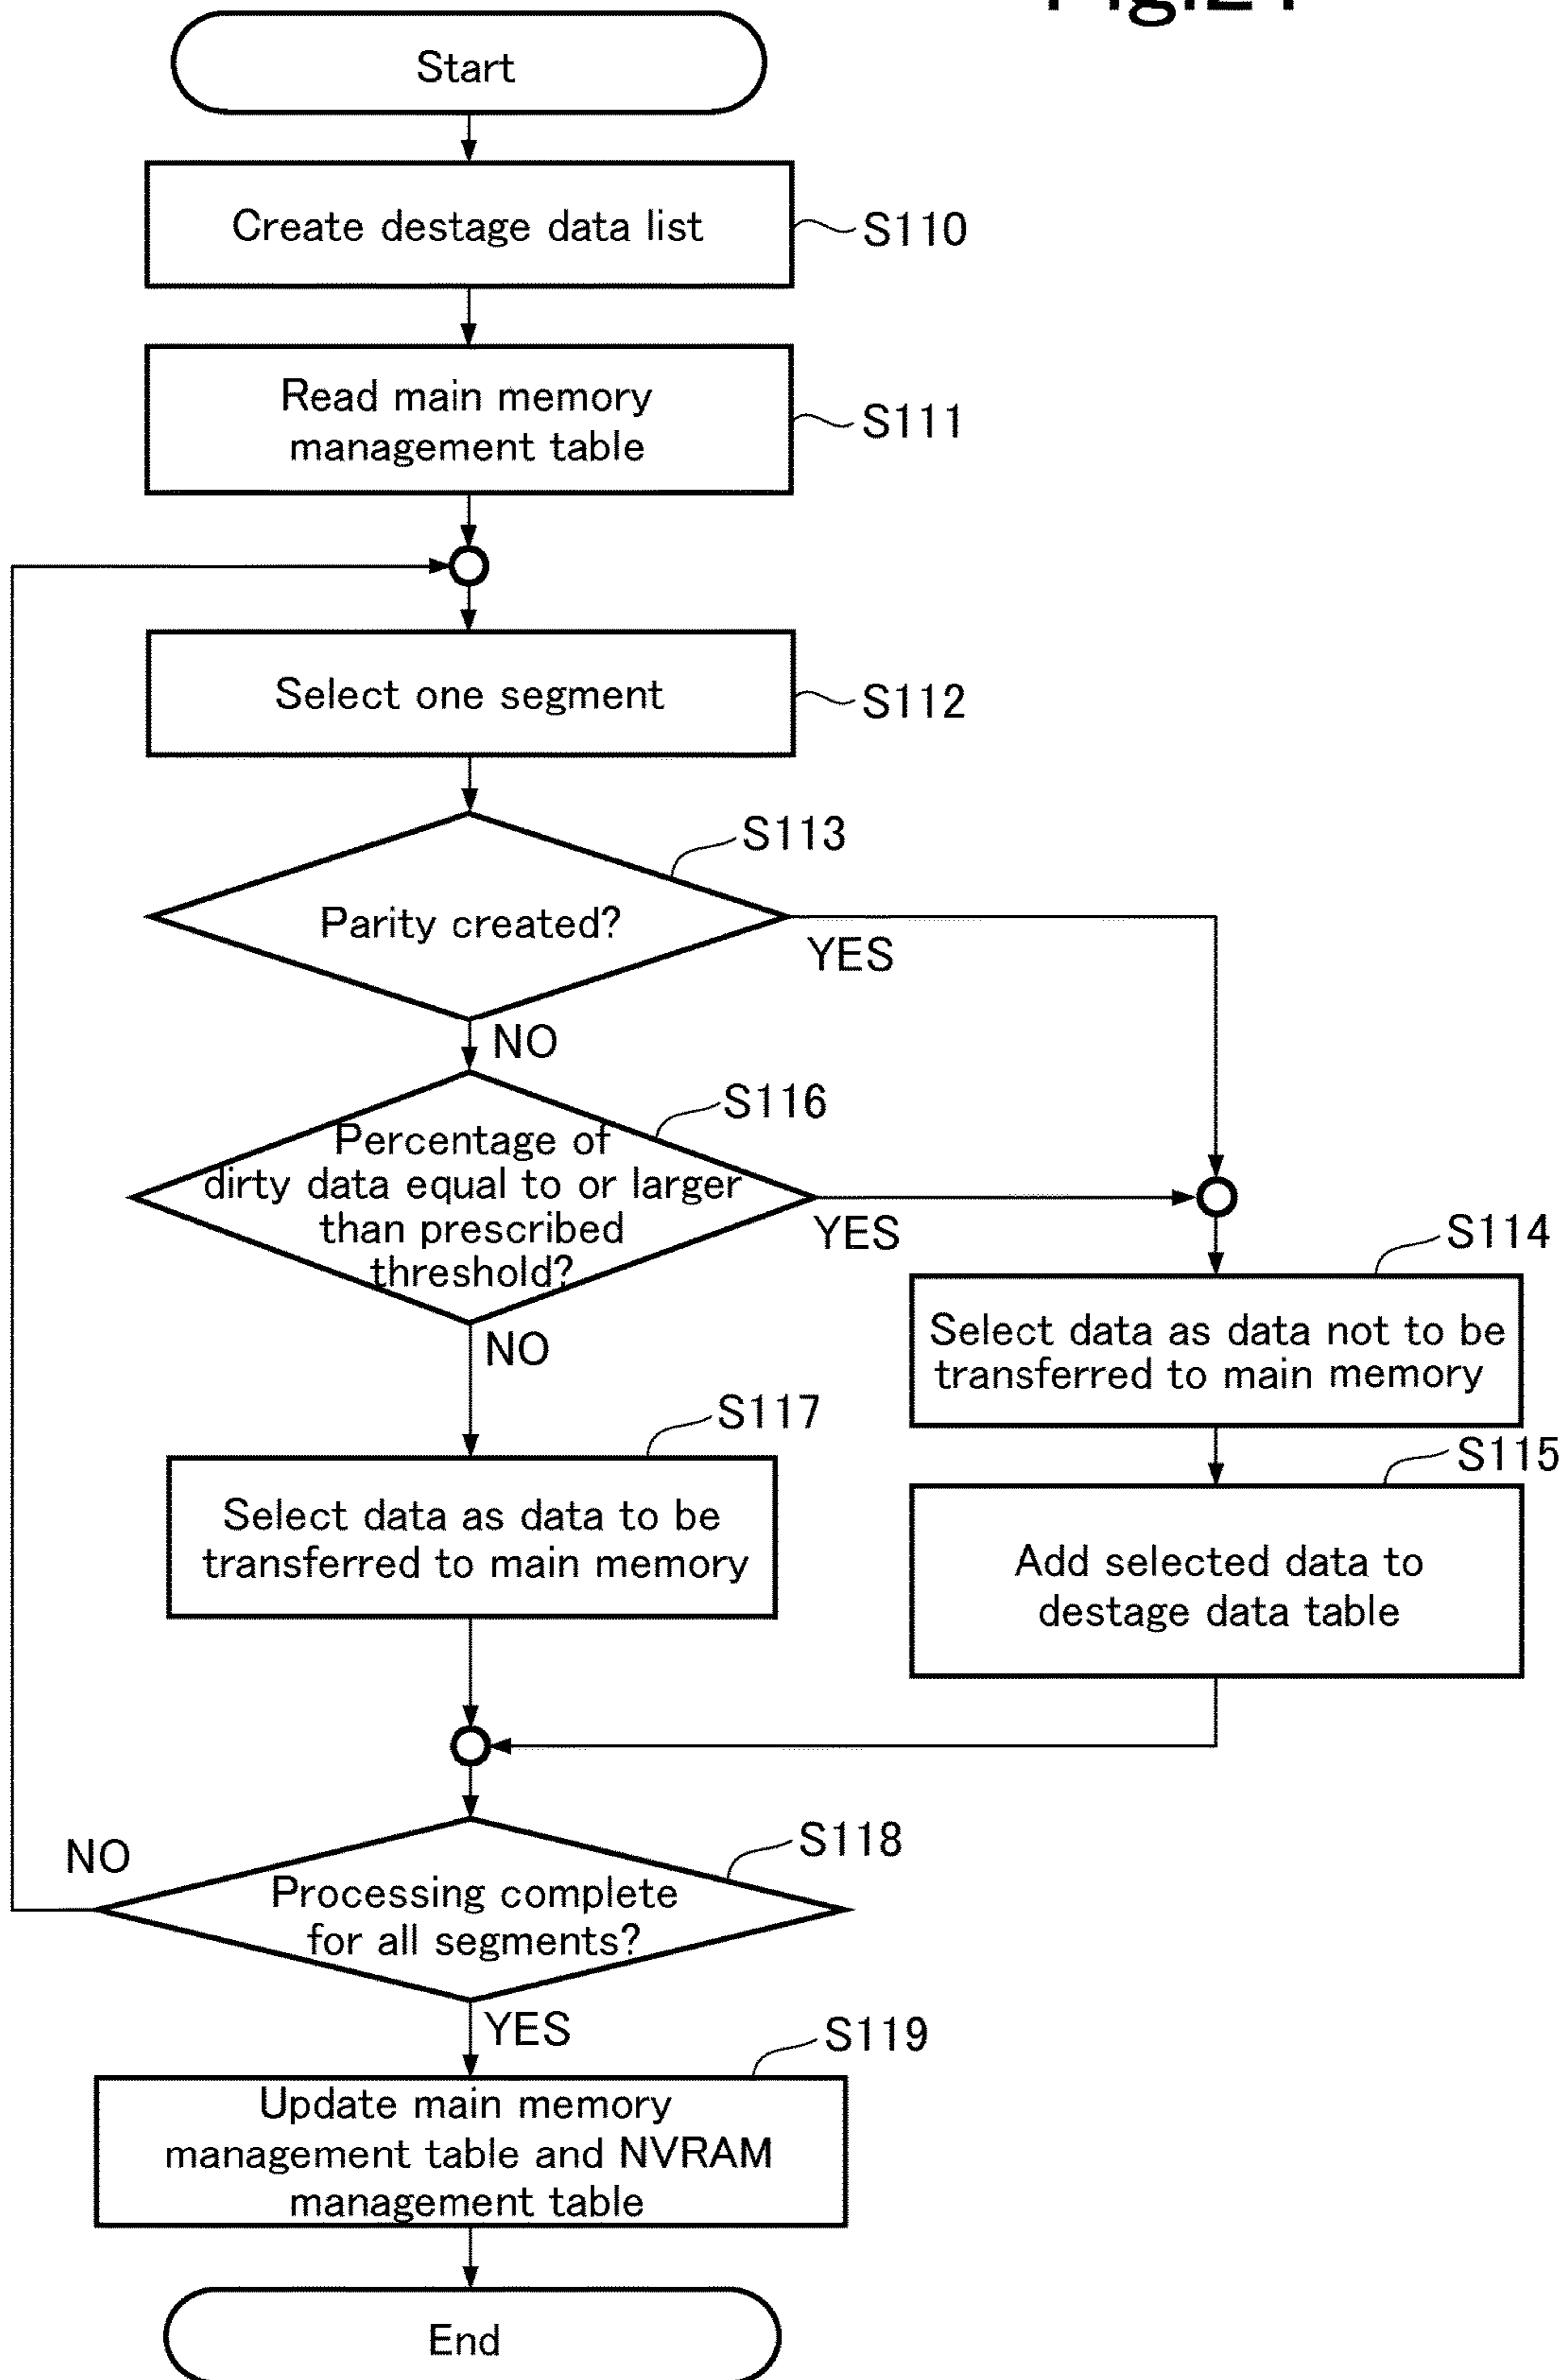 Start
Create destage data list
S110
Read main memory
management table
S111
Select one segment
S112
S113
Parity created?
YES
NO
S116
Percentage of
dirty data equal to or larger
than prescribed
threshold?
YES
NO
S114
Select data as data not to be
transferred to main memory
S117
Select data as data to be
transferred to main memory
S115
Add selected data to
destage data table
S118
NO
Processing complete
for all segments?
YES
S119
Update main memory
management table and NVRAM
management table
End